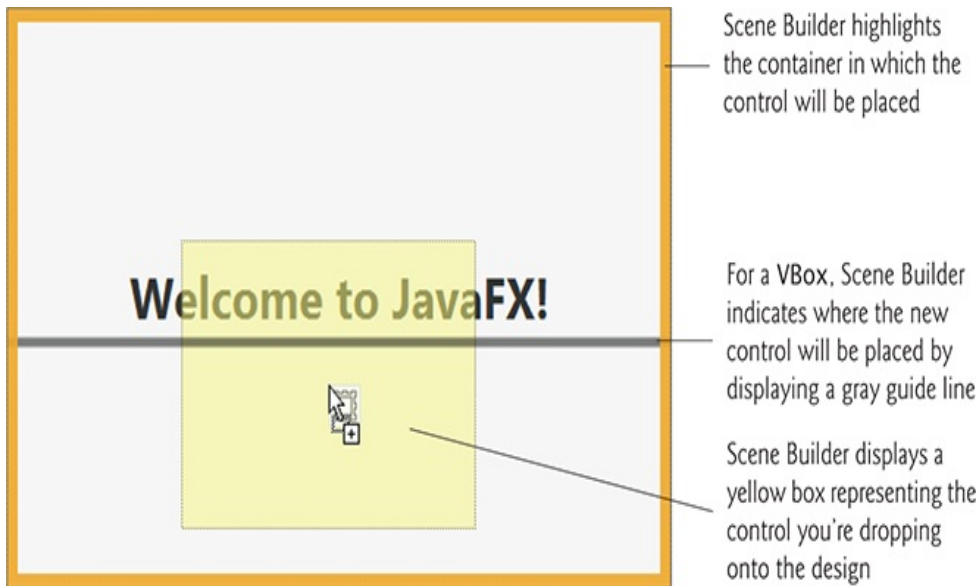 Scene Builder highlights
the container in which the
control will be placed
Welcome to JavaFX!
For a VBox, Scene Builder
indicates where the new
control will be placed by
displaying a gray guide line
Scene Builder displays a
yellow box representing the
control you're dropping
onto the design